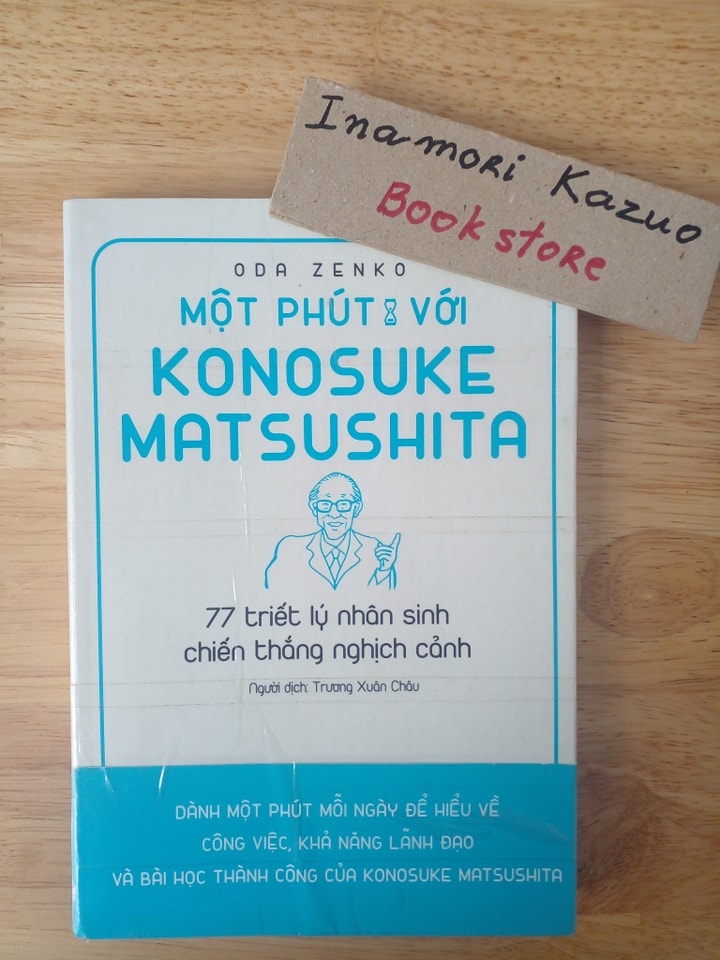 Inamori Kazuo
Book store
ODA ZENKO
MỘT PHÚT VỚI
KONOSUKE
MATSUSHITA
77 triết lý nhân sinh
chiến thắng nghịch cảnh
Người dịch: Trương Xuân Châu
DÀNH MỘT PHÚT MỖI NGÀY ĐỂ HIỂU VỀ
CÔNG VIỆC, KHẢ NĂNG LÃNH ĐẠO
VÀ BÀI HỌC THÀNH CÔNG CỦA KONOSUKE MATSUSHITA